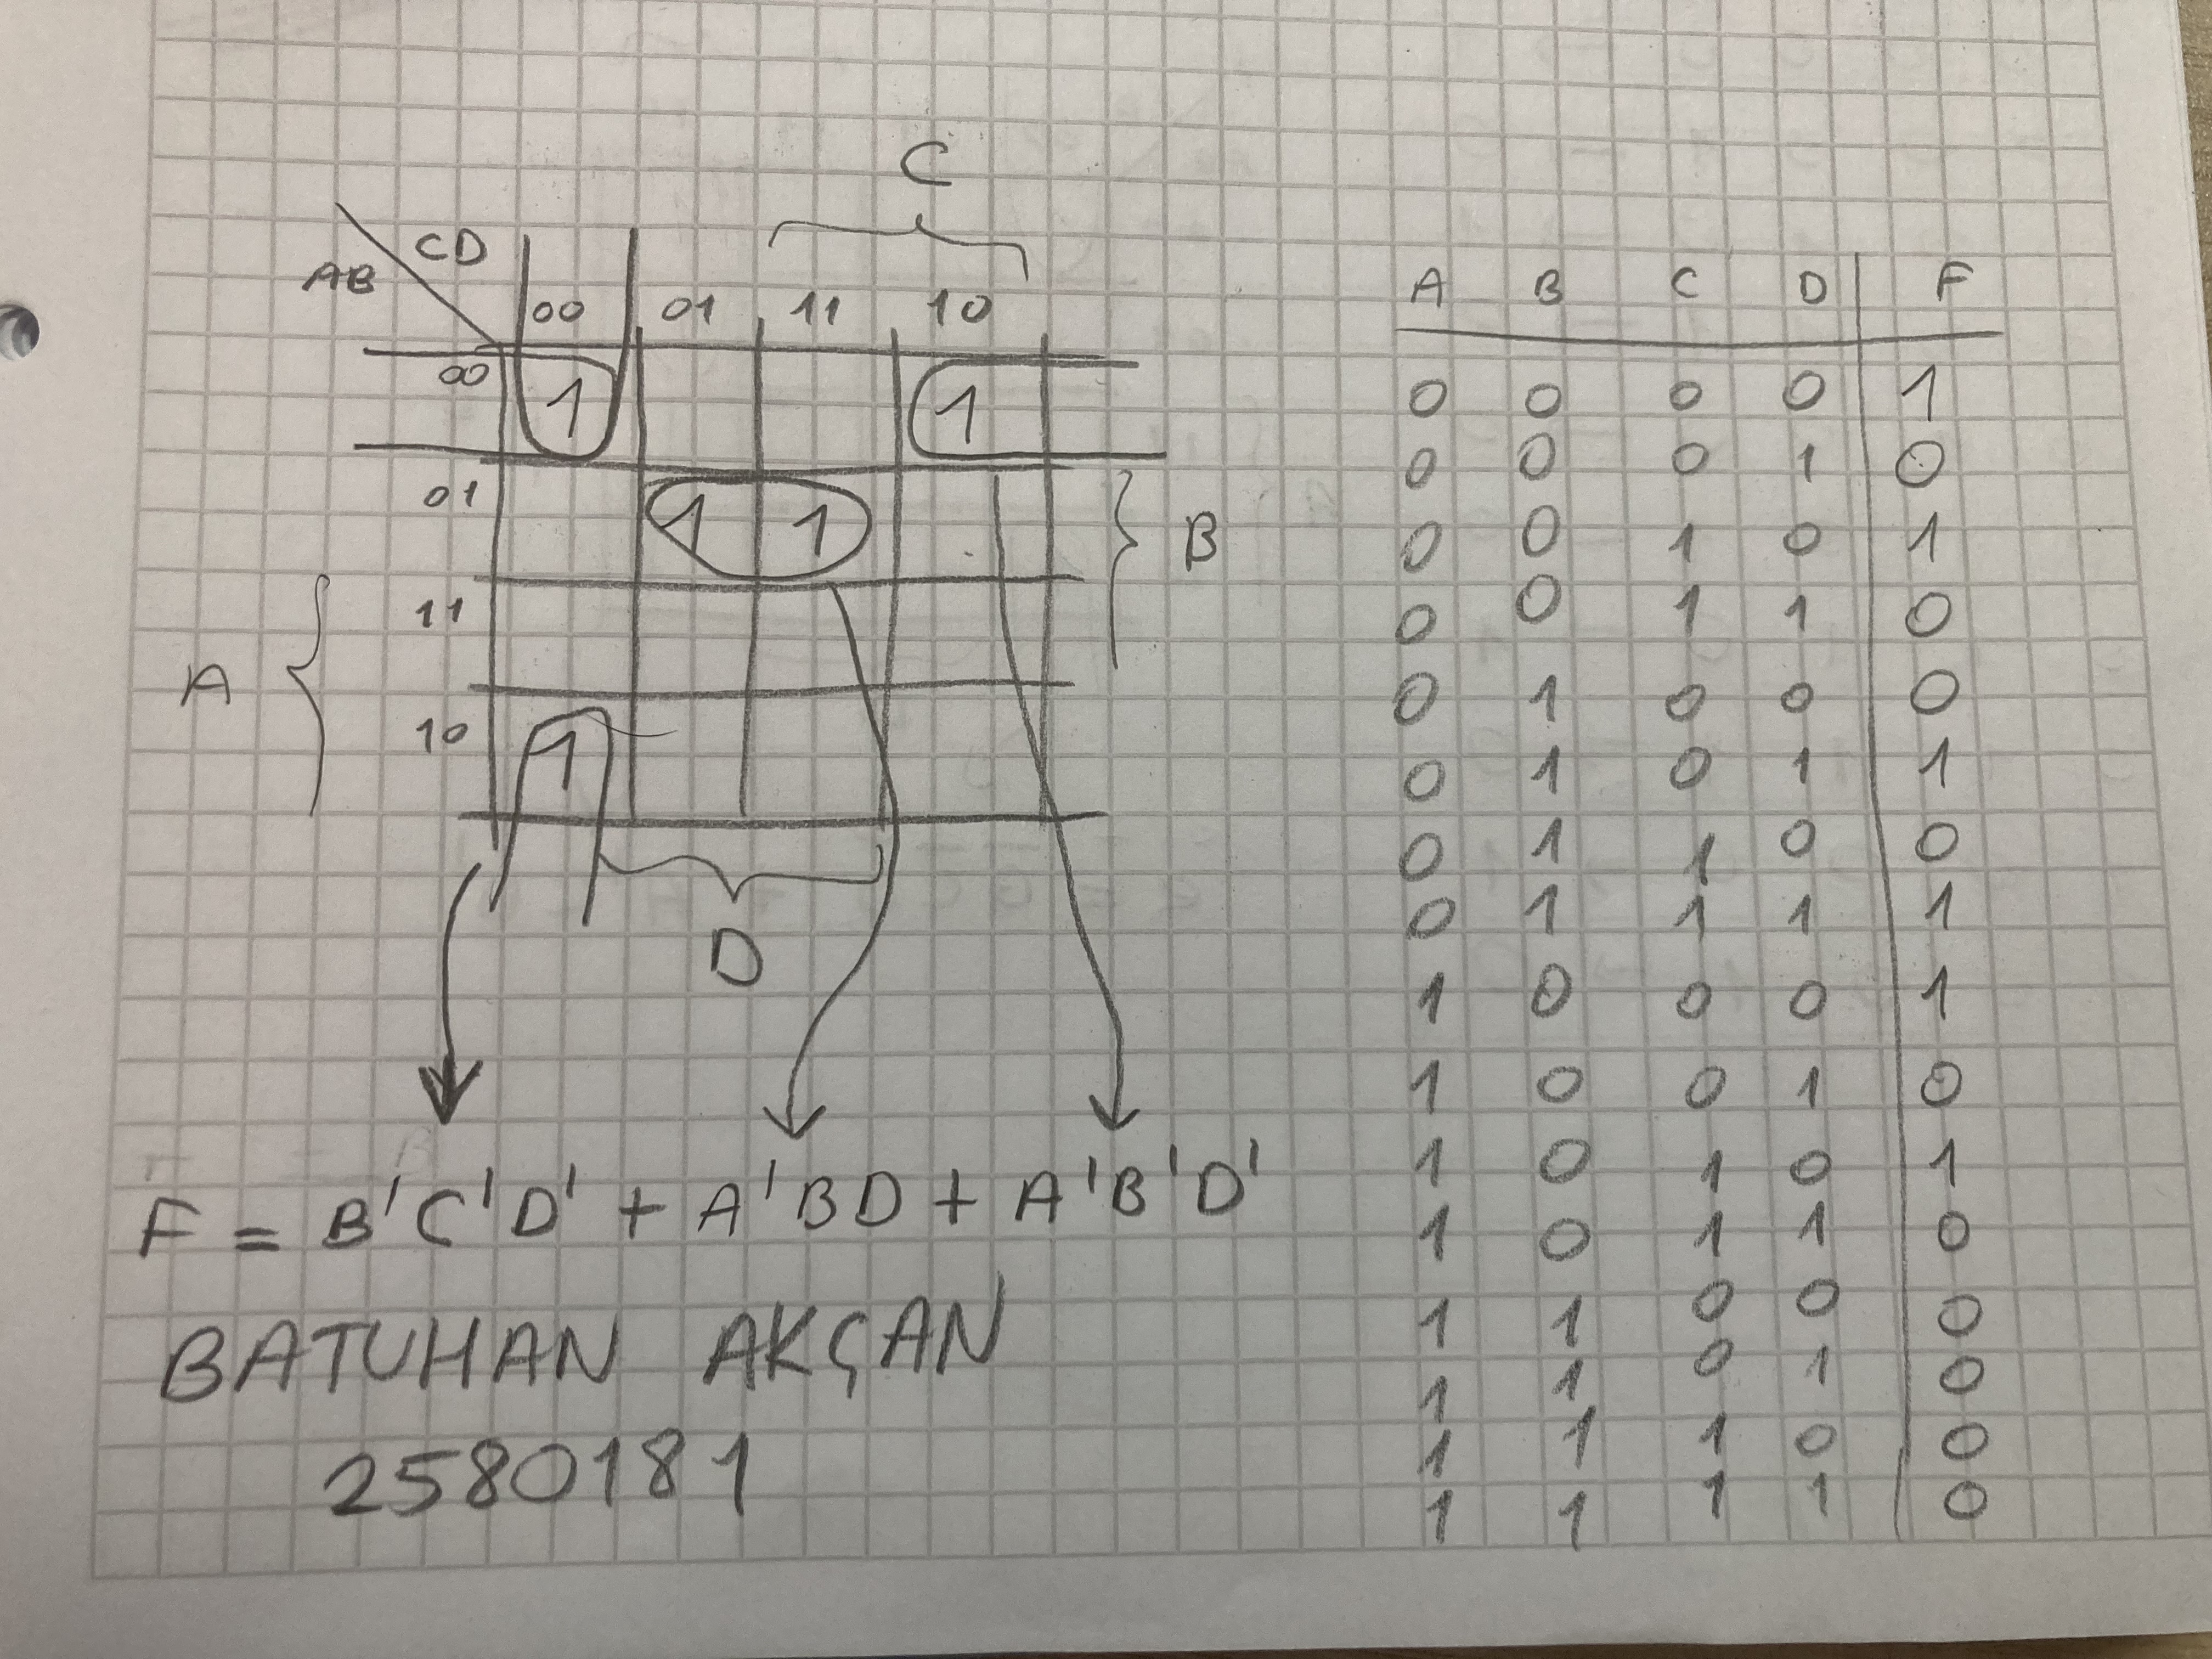 C
CD
AB
00 01 11 10
00 1 1
01 1 1
B
11
A
10 1
D
F = B'C'D' + A'BD + A'B'D'
BATUHAN AKÇAN
2580181
A B C D F
0 0 0 0 1
0 0 0 1 0
0 0 1 0 1
0 0 1 1 0
0 1 0 0 0
0 1 0 1 1
0 1 1 0 0
0 1 1 1 1
1 0 0 0 1
1 0 0 1 0
1 0 1 0 1
1 0 1 1 0
1 1 0 0 0
1 1 0 1 0
1 1 1 0 0
1 1 1 1 0